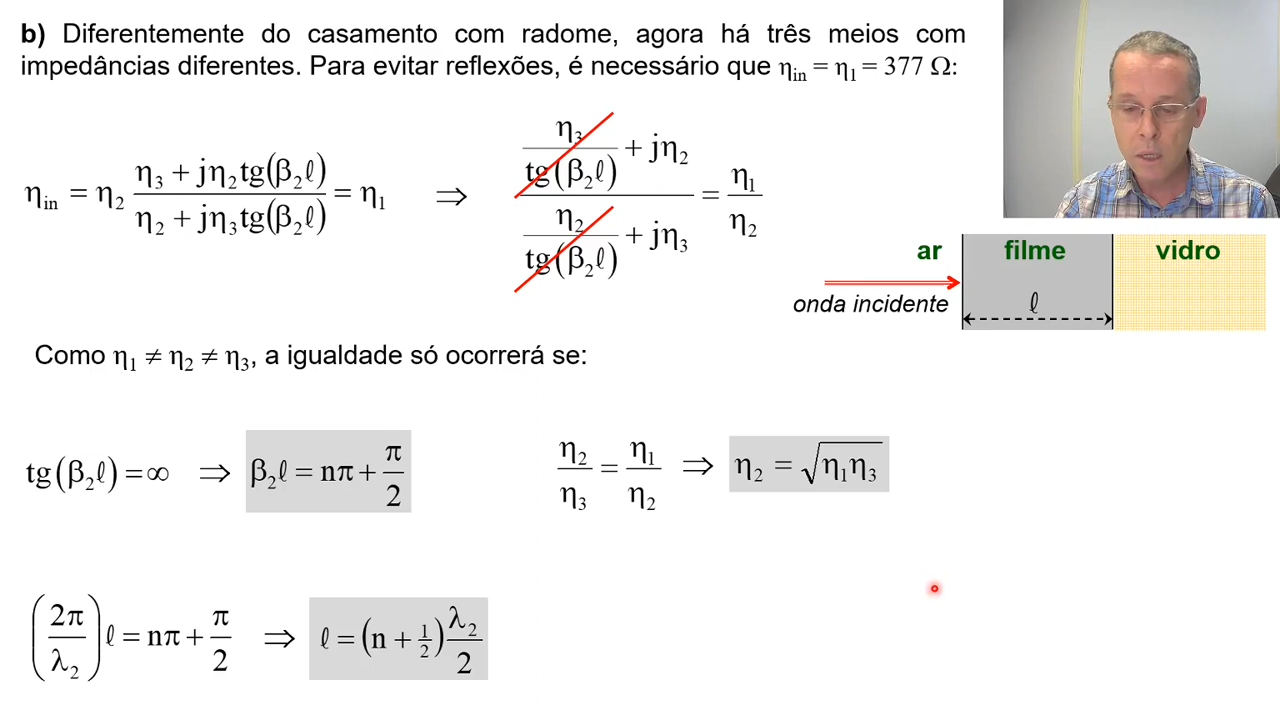 b) Diferentemente do casamento com radome, agora há três meios com
impedâncias diferentes. Para evitar reflexões, é necessário que ηin = η1 = 377 Ω:
ηin = η2 (η3 + jη2tg(β2ℓ))/(η2 + jη3tg(β2ℓ)) = η1 ⇒ (η3/tg(β2ℓ) + jη2)/(η2/tg(β2ℓ) + jη3) = η1/η2
ar filme vidro
onda incidente ℓ
Como η1 ≠ η2 ≠ η3, a igualdade só ocorrerá se:
tg(β2ℓ) = ∞ ⇒ β2ℓ = nπ + π/2
η2/η3 = η1/η2 ⇒ η2 = √(η1η3)
(2π/λ2)ℓ = nπ + π/2 ⇒ ℓ = (n + 1/2)λ2/2